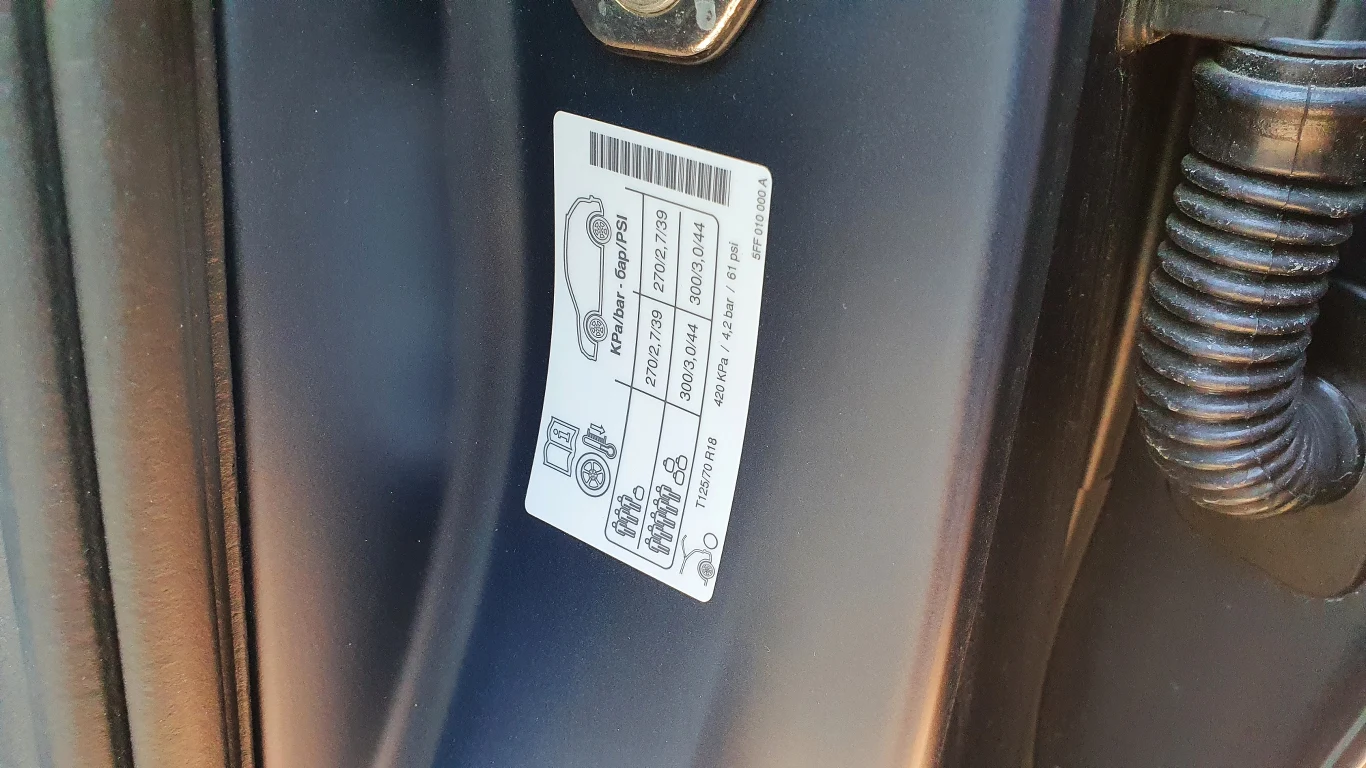 KPa/bar - бар/PSI
270/2,7/39 270/2,7/39
300/3,0/44 300/3,0/44
T125/70 R18 420 KPa / 4,2 bar / 61 psi
5FF 010 000 A